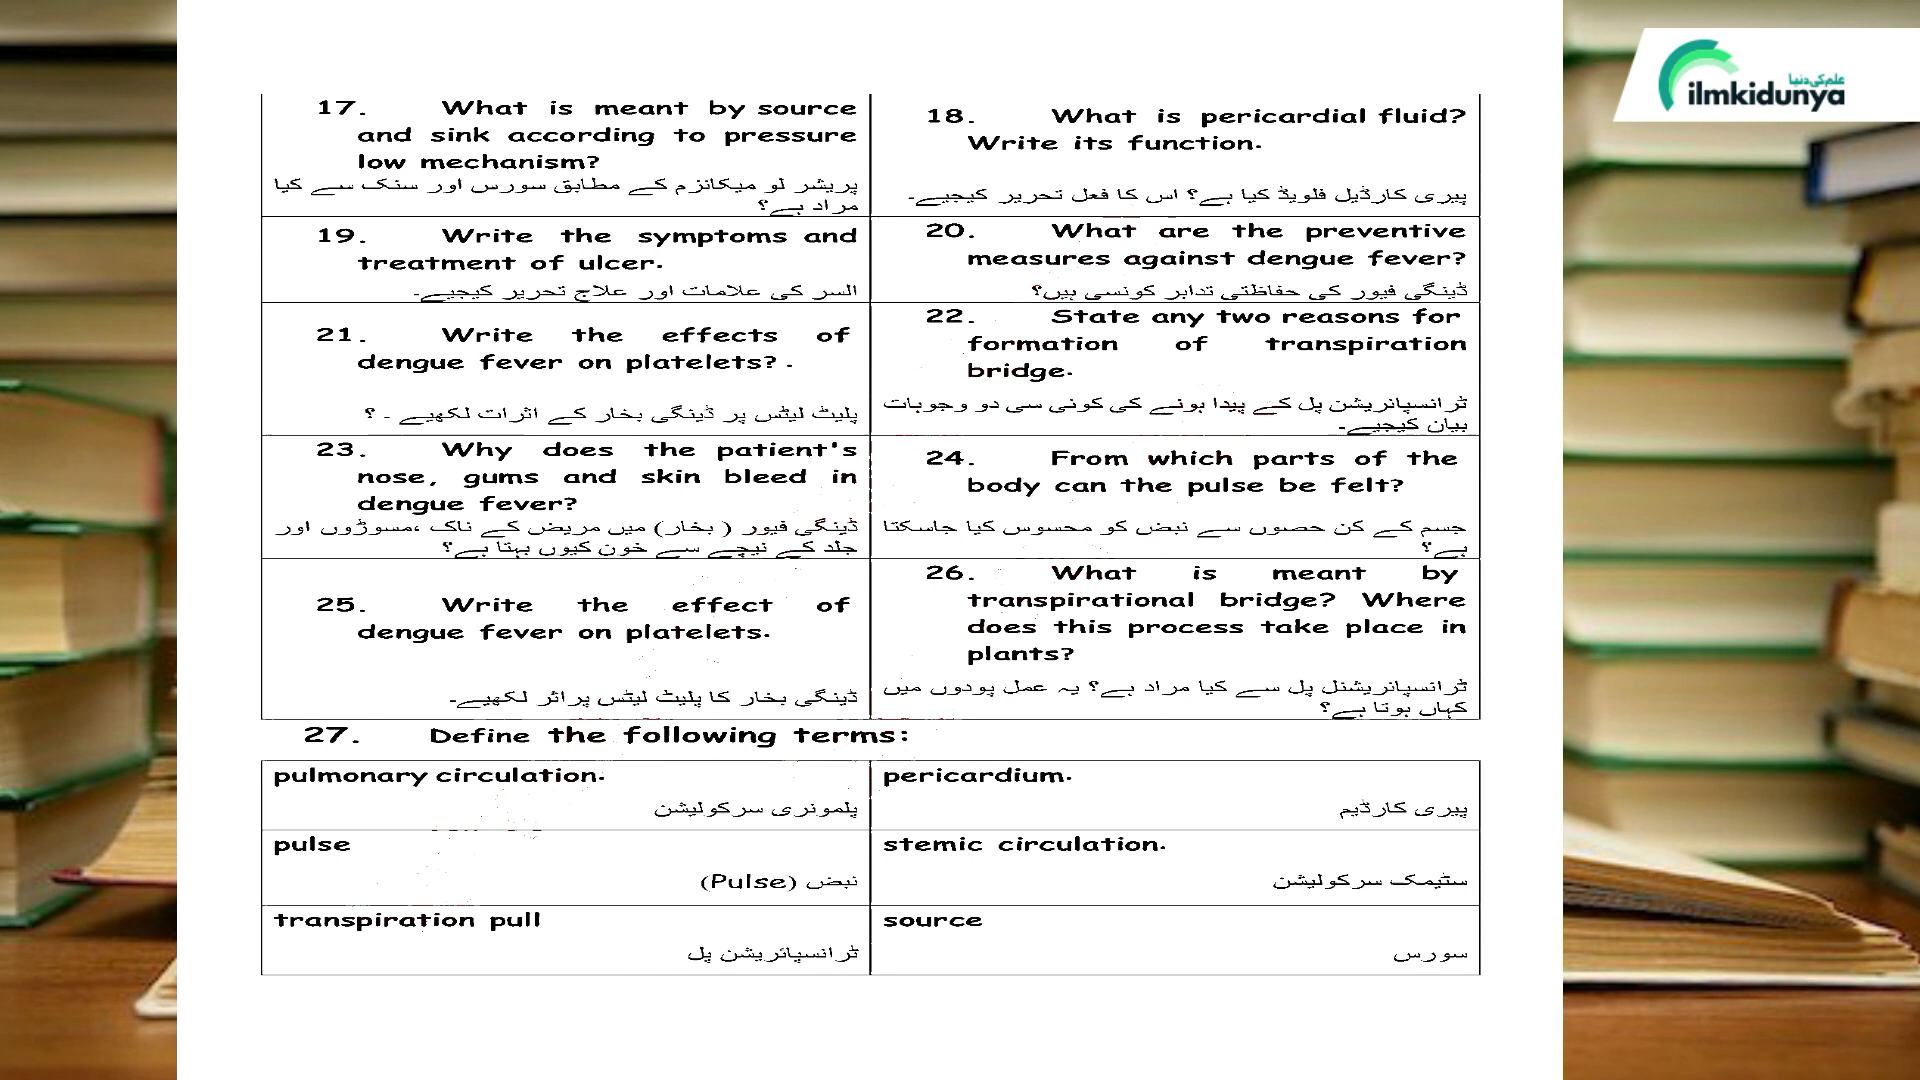 علم کی دنیا
ilmkidunya
17. What is meant by source
and sink according to pressure
low mechanism?
پریشر لو میکانزم کے مطابق سورس اور سنک سے کیا
مراد ہے؟
18. What is pericardial fluid?
Write its function.
پیری کارڈیل فلویڈ کیا ہے؟ اس کا فعل تحریر کیجیے۔
19. Write the symptoms and
treatment of ulcer.
السر کی علامات اور علاج تحریر کیجیے۔
20. What are the preventive
measures against dengue fever?
ڈینگی فیور کی حفاظتی تدابر کونسی ہیں؟
21. Write the effects of
dengue fever on platelets? .
پلیٹ لیٹس پر ڈینگی بخار کے اثرات لکھیے ۔ ؟
22. State any two reasons for
formation of transpiration
bridge.
ٹرانسپائریشن پل کے پیدا ہونے کی کوئی سی دو وجوہات
بیان کیجیے۔
23. Why does the patient's
nose, gums and skin bleed in
dengue fever?
ڈینگی فیور ( بخار) میں مریض کے ناک ،مسوڑوں اور
جلد کے نیچے سے خون کیوں بہتا ہے؟
24. From which parts of the
body can the pulse be felt?
جسم کے کن حصوں سے نبض کو محسوس کیا جاسکتا
ہے؟
25. Write the effect of
dengue fever on platelets.
ڈینگی بخار کا پلیٹ لیٹس پراثر لکھیے۔
26. What is meant by
transpirational bridge? Where
does this process take place in
plants?
ٹرانسپائریشنل پل سے کیا مراد ہے؟ یہ عمل پودوں میں
کہاں ہوتا ہے؟
27. Define the following terms:
pulmonary circulation.
پلمونری سرکولیشن
pericardium.
پیری کارڈیم
pulse
نبض (Pulse)
stemic circulation.
سٹیمک سرکولیشن
transpiration pull
ٹرانسپائریشن پل
source
سورس